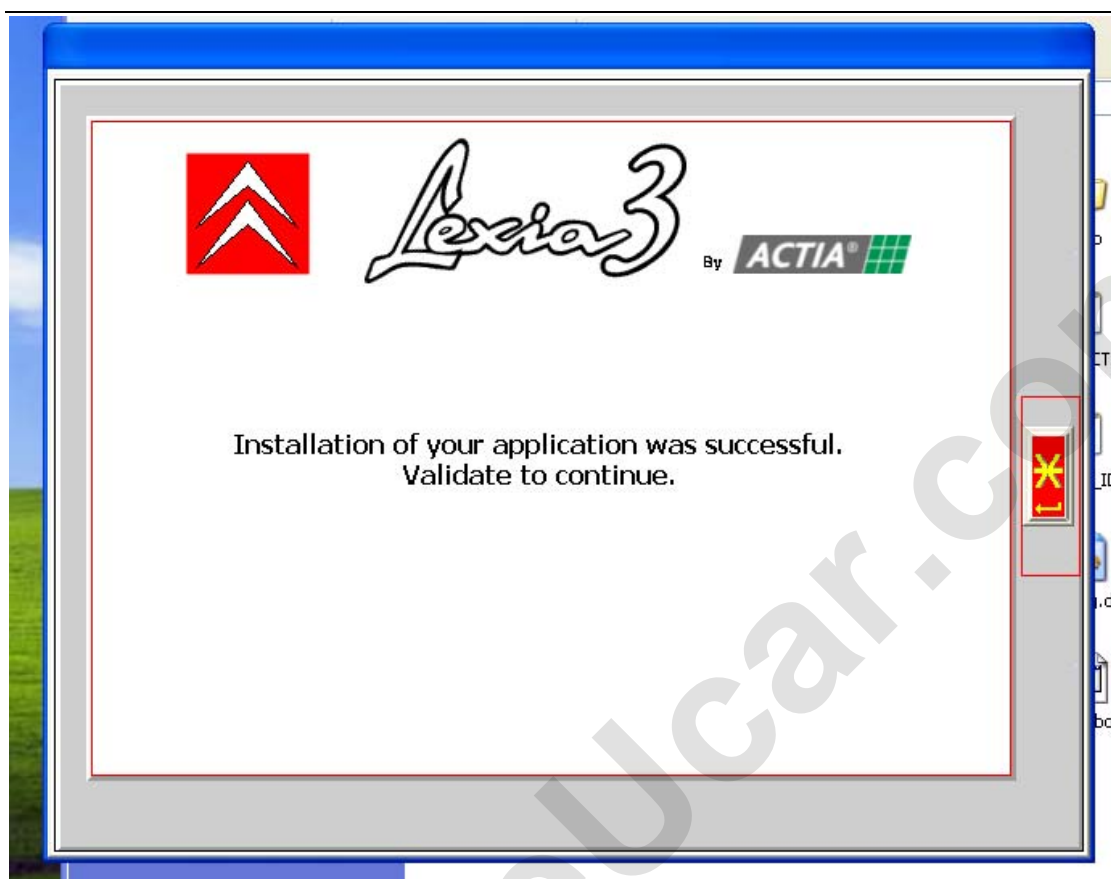 Lexia 3
By ACTIA®
Installation of your application was successful.
Validate to continue.